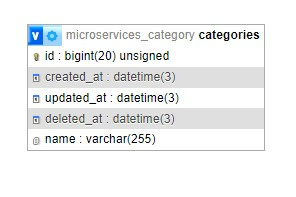 V microservices_category categories
id : bigint(20) unsigned
created_at : datetime(3)
updated_at : datetime(3)
deleted_at : datetime(3)
name : varchar(255)